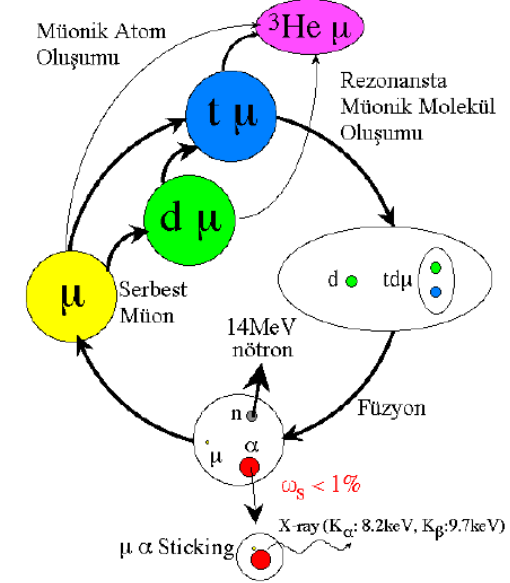 Müonik Atom
Oluşumu
³He μ
Rezonansta
Müonik Molekül
Oluşumu
t μ
d μ
μ
Serbest
Müon
d
tdμ
14MeV
nötron
Füzyon
n
μ
α
ωs < 1%
X-ray (Kα: 8.2keV, Kβ:9.7keV)
μ α Sticking